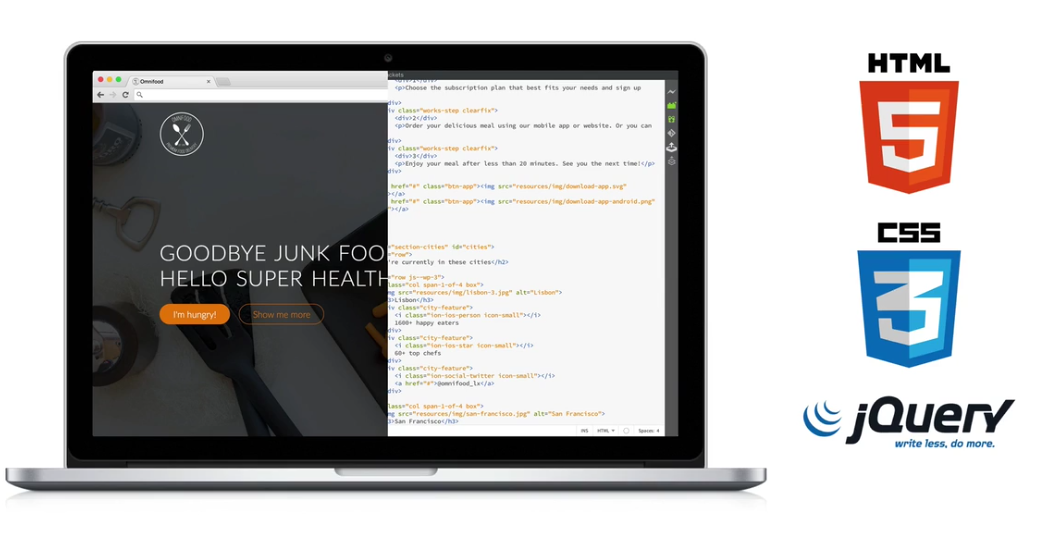 Omnifood
GOODBYE JUNK FOO
HELLO SUPER HEALTH
I'm hungry!
Show me more
ckets
<div>1</div>
<p>Choose the subscription plan that best fits your needs and sign up
div>
iv class="works-step clearfix">
<div>2</div>
<p>Order your delicious meal using our mobile app or website. Or you can
div>
iv class="works-step clearfix">
<div>3</div>
<p>Enjoy your meal after less than 20 minutes. See you the next time!</p>
div>
href="#" class="btn-app"><img src="resources/img/download-app.svg"
></a>
href="#" class="btn-app"><img src="resources/img/download-app-android.png"
"></a>
"section-cities" id="cities">
="row">
're currently in these cities</h2>
"row js--wp-3">
lass="col span-1-of-4 box">
mg src="resources/img/lisbon-3.jpg" alt="Lisbon">
3>Lisbon</h3>
iv class="city-feature">
<i class="ion-ios-person icon-small"></i>
1600+ happy eaters
div>
iv class="city-feature">
<i class="ion-ios-star icon-small"></i>
60+ top chefs
div>
iv class="city-feature">
<i class="ion-social-twitter icon-small"></i>
<a href="#">@omnifood_lx</a>
div>
lass="col span-1-of-4 box">
mg src="resources/img/san-francisco.jpg" alt="San Francisco">
3>San Francisco</h3>
INS HTML Spaces: 4
HTML
5
CSS
3
jQuery
write less, do more.